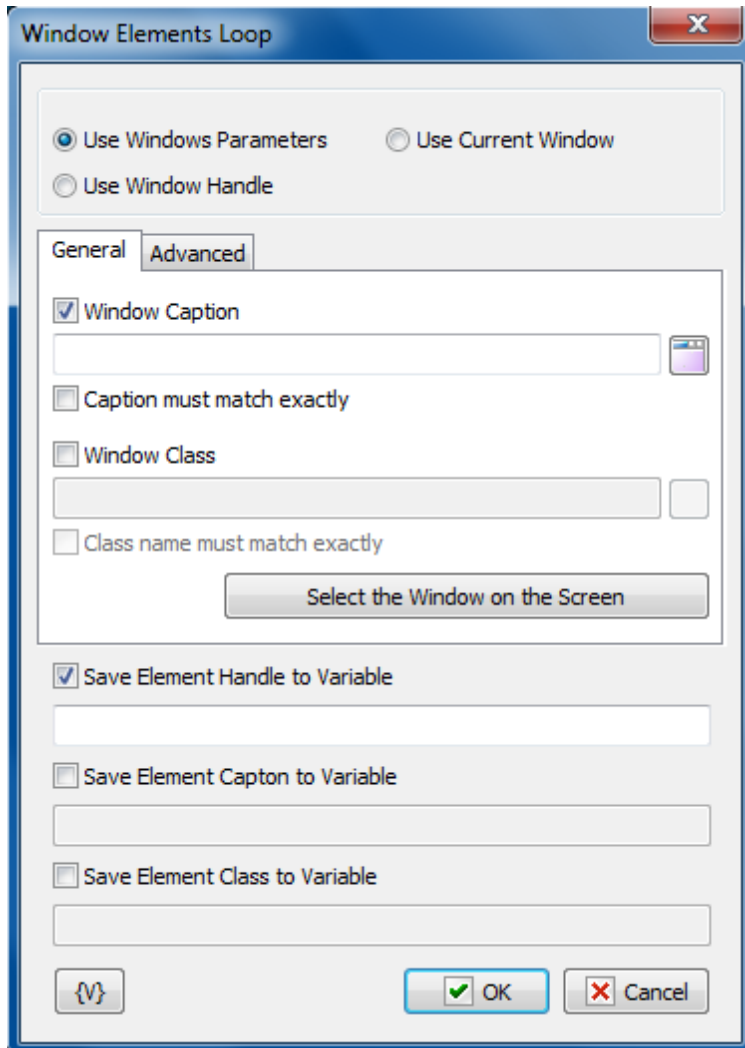 Window Elements Loop
Use Windows Parameters Use Current Window
Use Window Handle
General Advanced
Window Caption
Caption must match exactly
Window Class
Class name must match exactly
Select the Window on the Screen
Save Element Handle to Variable
Save Element Capton to Variable
Save Element Class to Variable
{V} OK Cancel